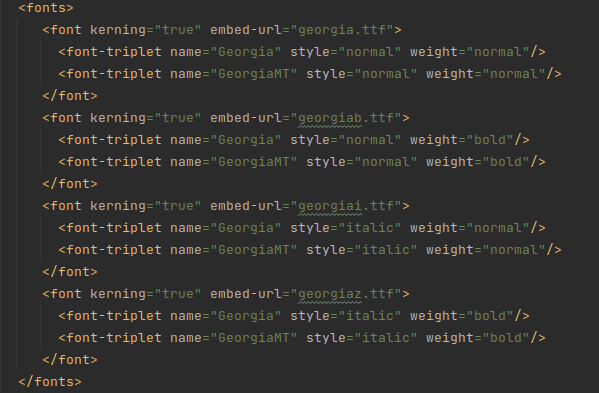 <fonts>
<font kerning="true" embed-url="georgia.ttf">
<font-triplet name="Georgia" style="normal" weight="normal"/>
<font-triplet name="GeorgiaMT" style="normal" weight="normal"/>
</font>
<font kerning="true" embed-url="georgiab.ttf">
<font-triplet name="Georgia" style="normal" weight="bold"/>
<font-triplet name="GeorgiaMT" style="normal" weight="bold"/>
</font>
<font kerning="true" embed-url="georgiai.ttf">
<font-triplet name="Georgia" style="italic" weight="normal"/>
<font-triplet name="GeorgiaMT" style="italic" weight="normal"/>
</font>
<font kerning="true" embed-url="georgiaz.ttf">
<font-triplet name="Georgia" style="italic" weight="bold"/>
<font-triplet name="GeorgiaMT" style="italic" weight="bold"/>
</font>
</fonts>